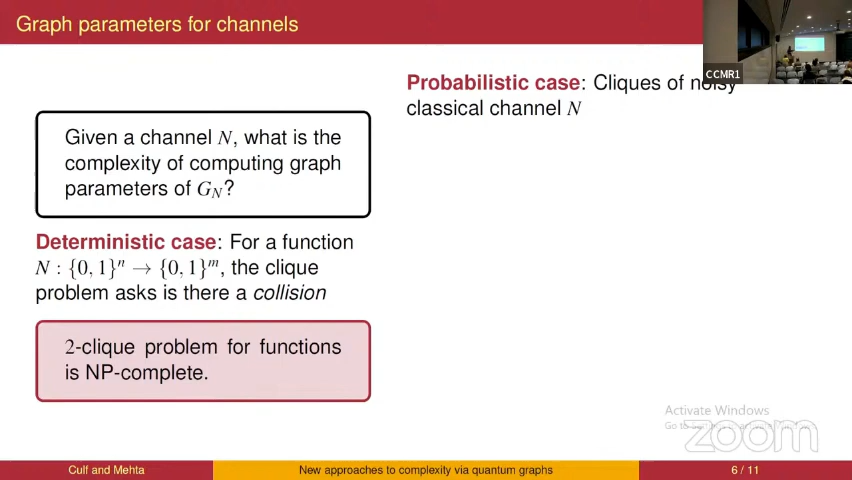 Graph parameters for channels
CCMR1
Given a channel N, what is the
complexity of computing graph
parameters of G_N?
Deterministic case: For a function
N : {0, 1}^n → {0, 1}^m, the clique
problem asks is there a collision
2-clique problem for functions
is NP-complete.
Probabilistic case: Cliques of noisy
classical channel N
Activate Windows
Go to
zoom
Culf and Mehta
New approaches to complexity via quantum graphs
6 / 11